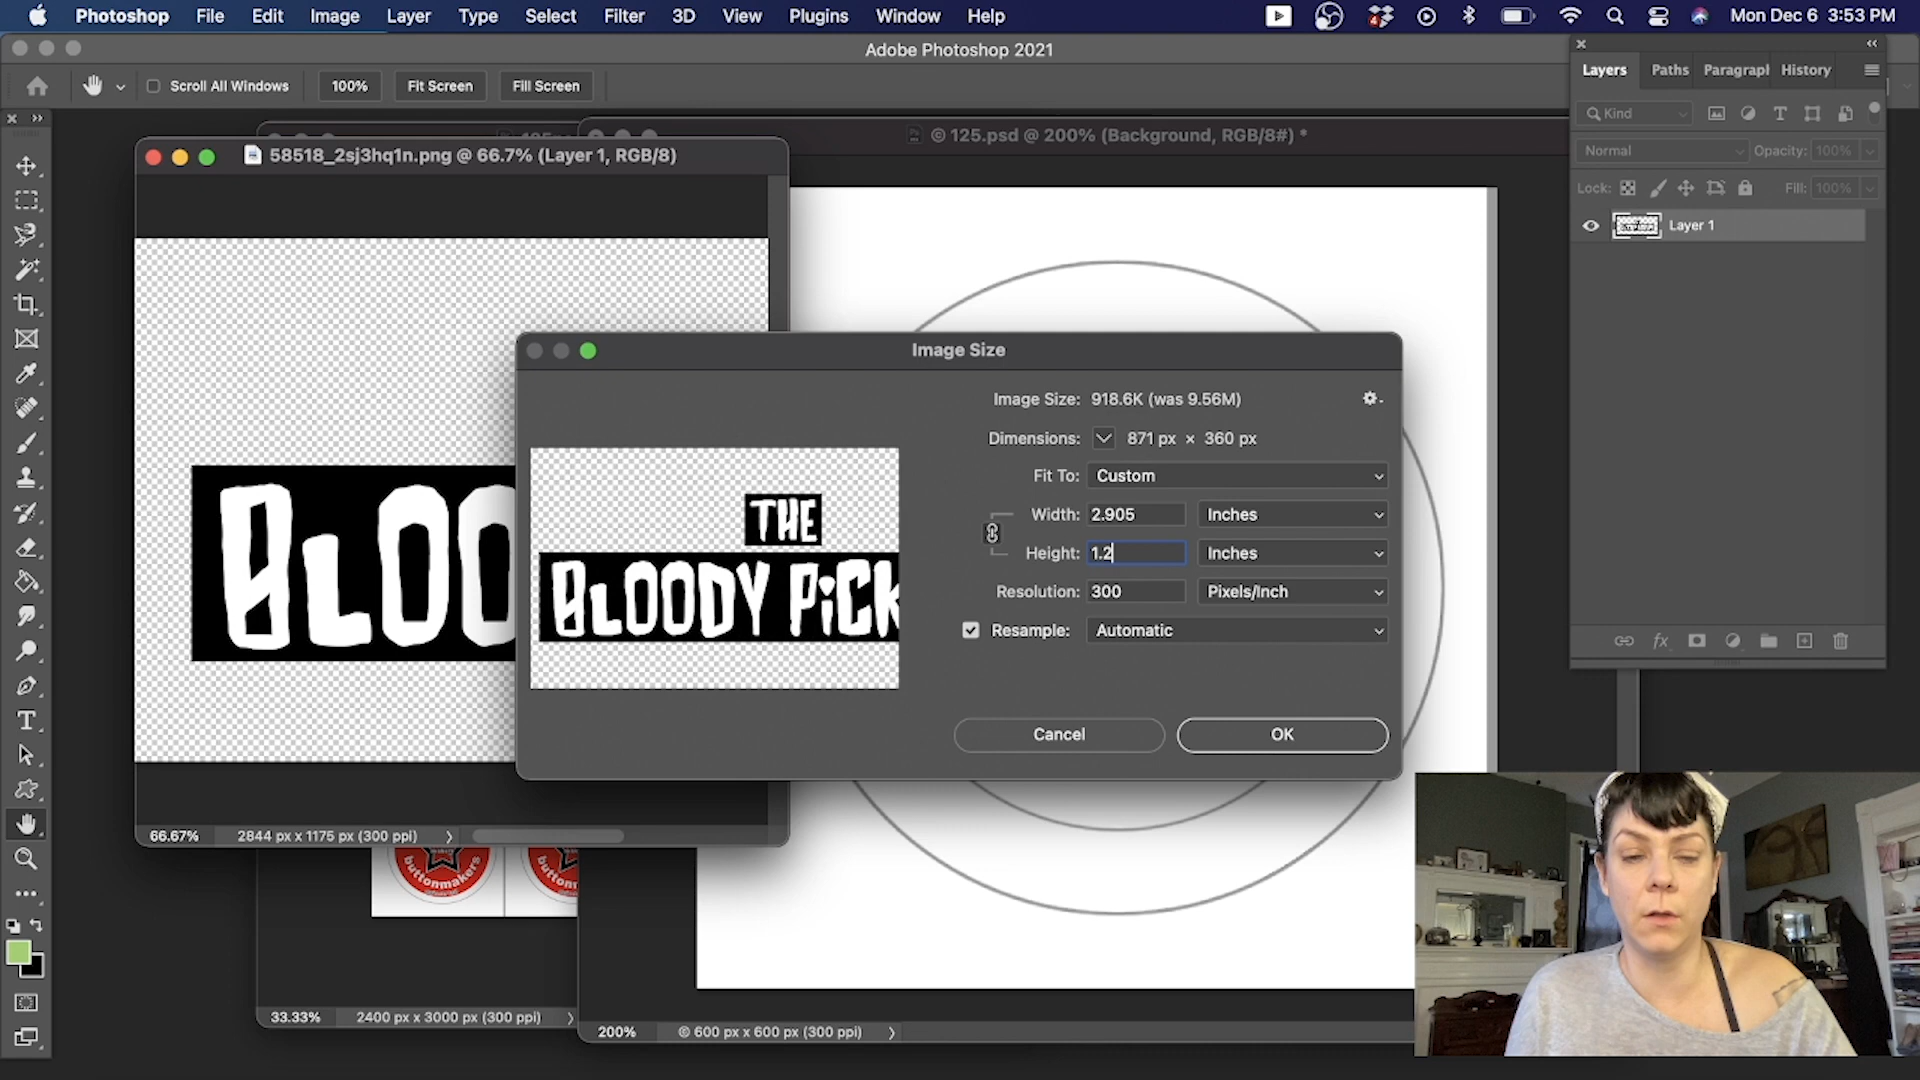 Photoshop File Edit Image Layer Type Select Filter 3D View Plugins Window Help Mon Dec 6 3:53 PM
Adobe Photoshop 2021
Scroll All Windows 100% Fit Screen Fill Screen
Layers Paths Paragraph History
Kind
Normal Opacity: 100%
Lock: Fill: 100%
Layer 1
© 125.psd @ 200% (Background, RGB/8#) *
58518_2sj3hq1n.png @ 66.7% (Layer 1, RGB/8)
BLOO
Image Size
Image Size: 918.6K (was 9.56M)
Dimensions: 871 px × 360 px
Fit To: Custom
Width: 2.905 Inches
Height: 1.2 Inches
Resolution: 300 Pixels/Inch
Resample: Automatic
THE
BLOODY PiCK
Cancel OK
66.67% 2844 px x 1175 px (300 ppi)
buttonmakers
33.33% 2400 px x 3000 px (300 ppi)
200% © 600 px x 600 px (300 ppi)